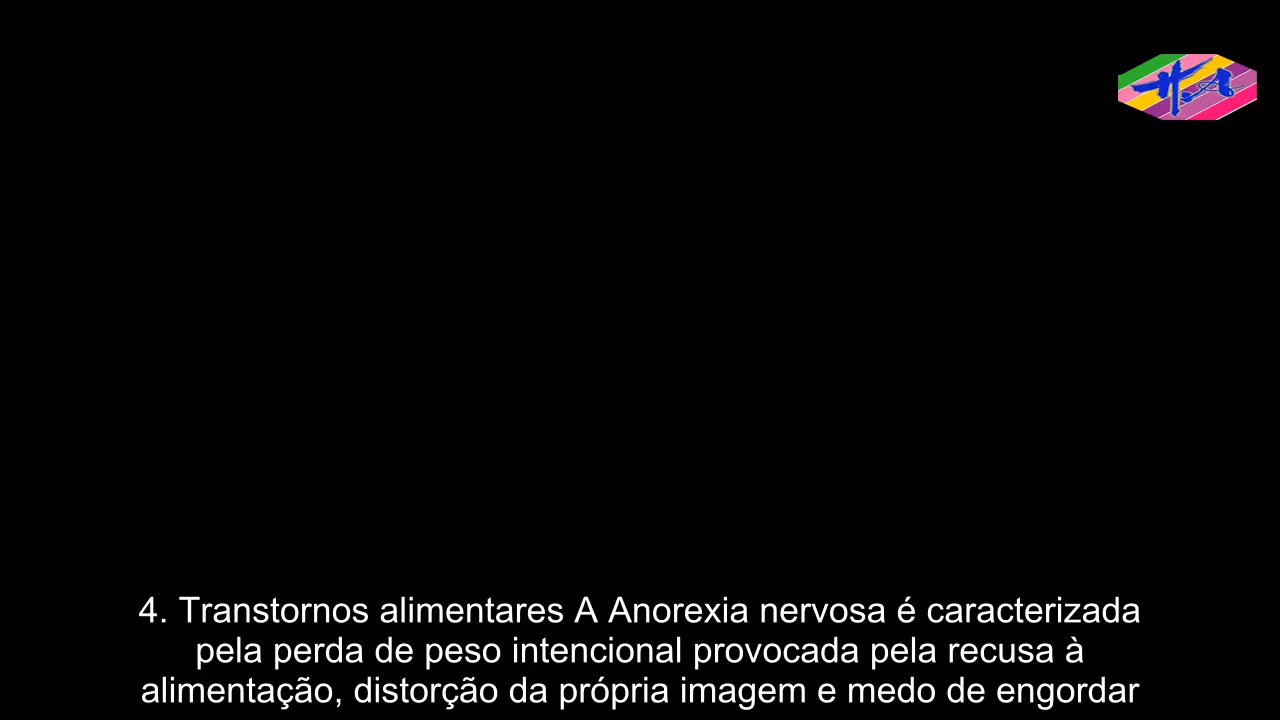 HA
4. Transtornos alimentares A Anorexia nervosa é caracterizada
pela perda de peso intencional provocada pela recusa à
alimentação, distorção da própria imagem e medo de engordar